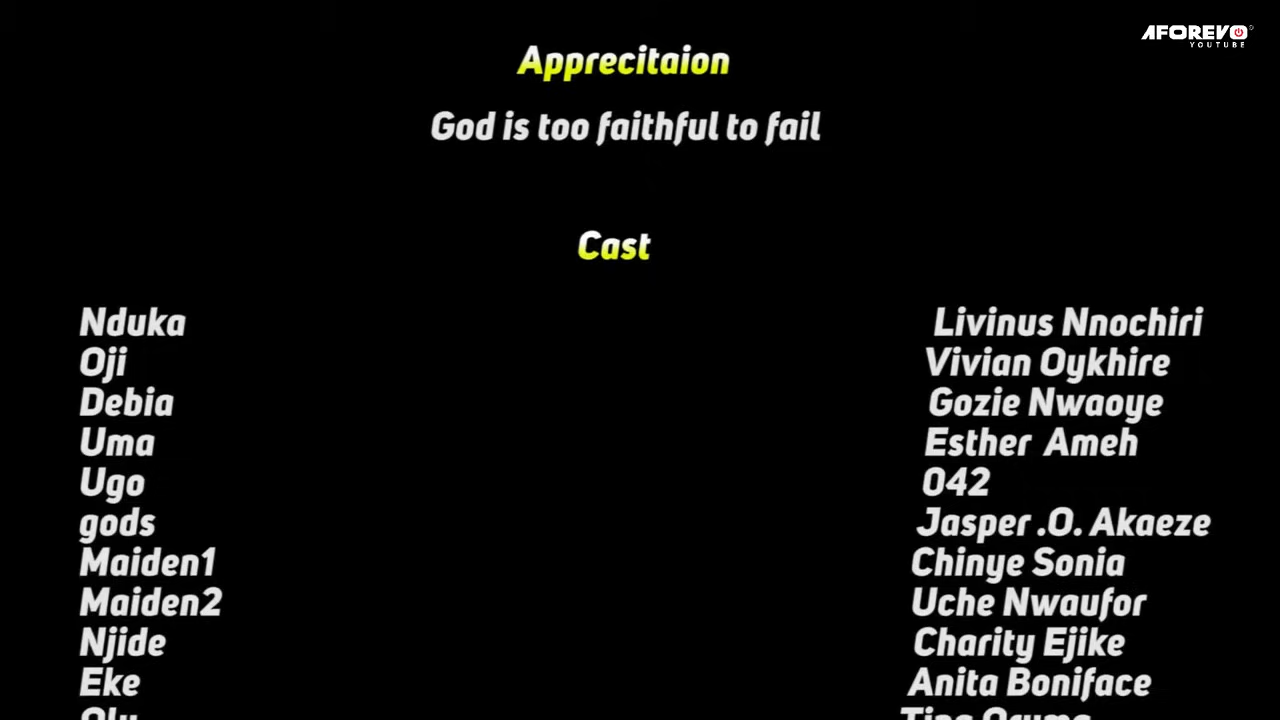 AFOREVO
YOUTUBE
Apprecitaion
God is too faithful to fail
Cast
Nduka Livinus Nnochiri
Oji Vivian Oykhire
Debia Gozie Nwaoye
Uma Esther Ameh
Ugo 042
gods Jasper .O. Akaeze
Maiden1 Chinye Sonia
Maiden2 Uche Nwaufor
Njide Charity Ejike
Eke Anita Boniface